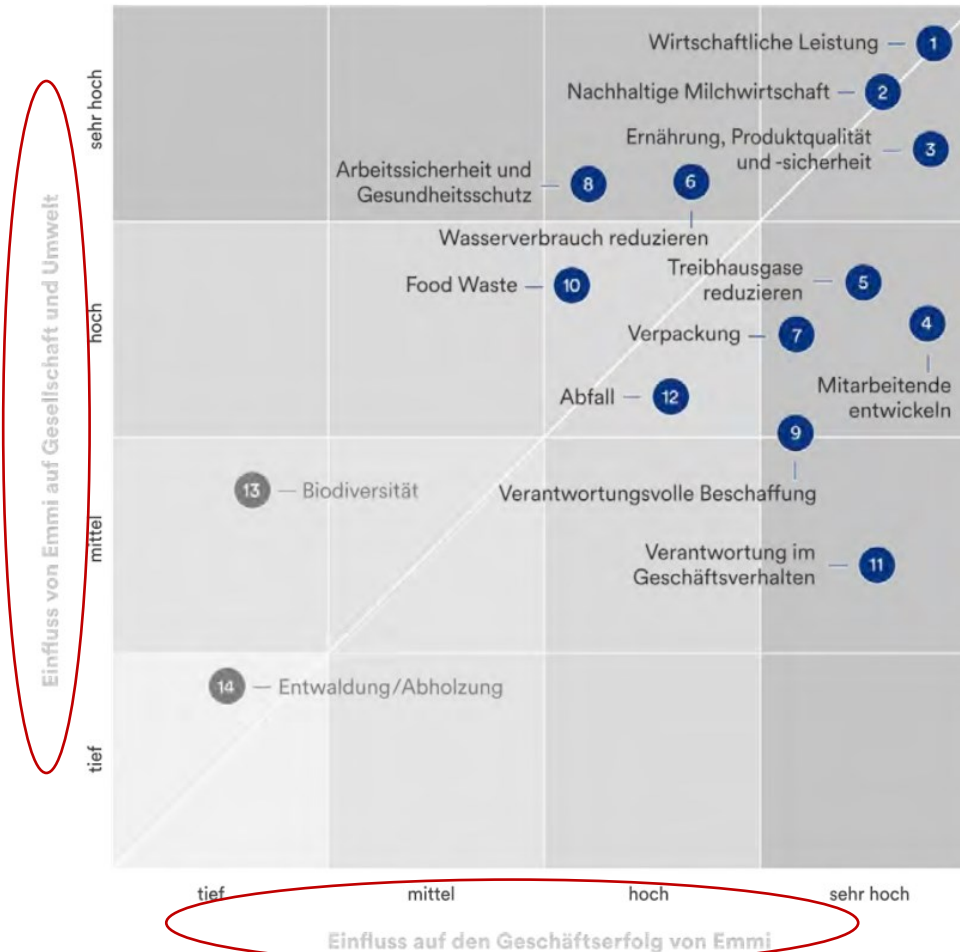 Wirtschaftliche Leistung
1
Nachhaltige Milchwirtschaft
2
Ernährung, Produktqualität
und -sicherheit
3
Arbeitssicherheit und
Gesundheitsschutz
8
6
Wasserverbrauch reduzieren
Food Waste
10
Treibhausgase
reduzieren
5
Verpackung
7
4
Mitarbeitende
entwickeln
Abfall
12
9
Verantwortungsvolle Beschaffung
13
Biodiversität
Verantwortung im
Geschäftsverhalten
11
14
Entwaldung/Abholzung
sehr hoch
hoch
mittel
tief
Einfluss von Emmi auf Gesellschaft und Umwelt
tief
mittel
hoch
sehr hoch
Einfluss auf den Geschäftserfolg von Emmi